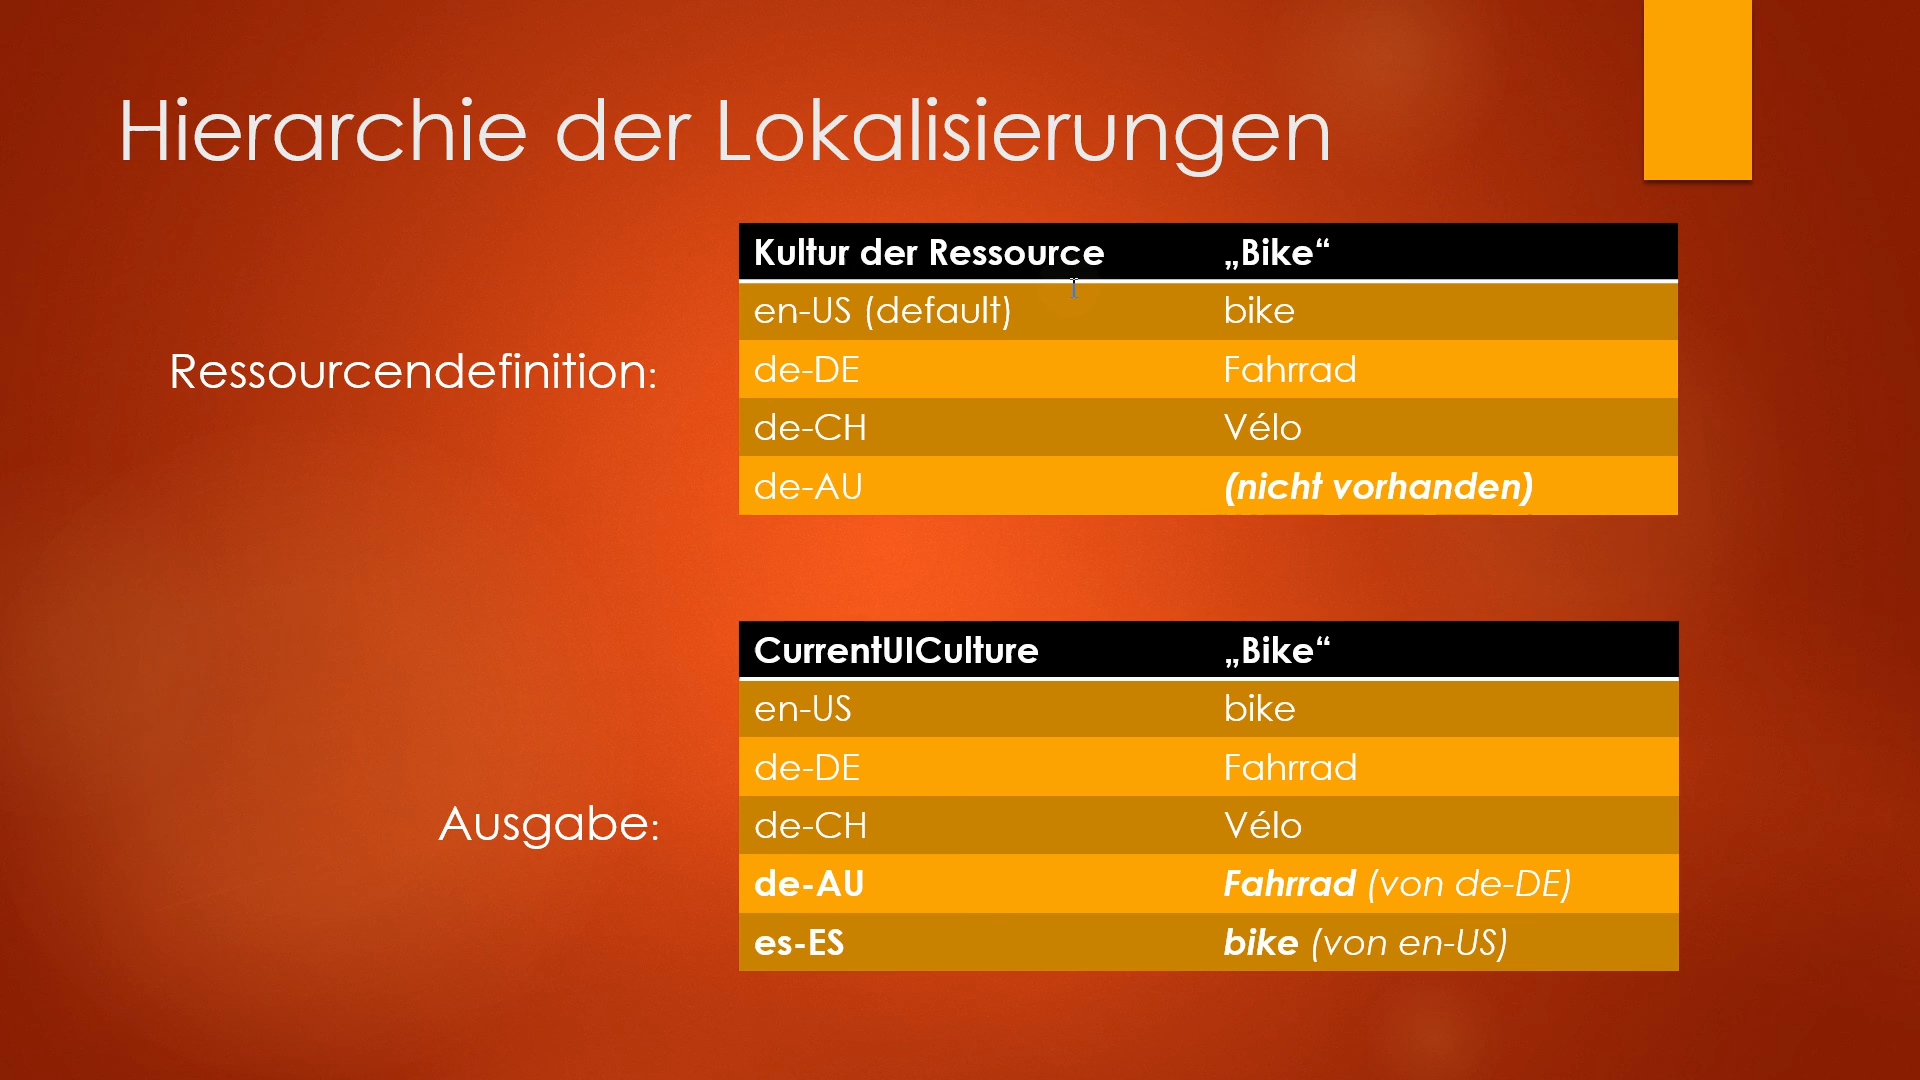 Hierarchie der Lokalisierungen
Ressourcendefinition:
Kultur der Ressource „Bike“
en-US (default) bike
de-DE Fahrrad
de-CH Vélo
de-AU (nicht vorhanden)
Ausgabe:
CurrentUICulture „Bike“
en-US bike
de-DE Fahrrad
de-CH Vélo
de-AU Fahrrad (von de-DE)
es-ES bike (von en-US)